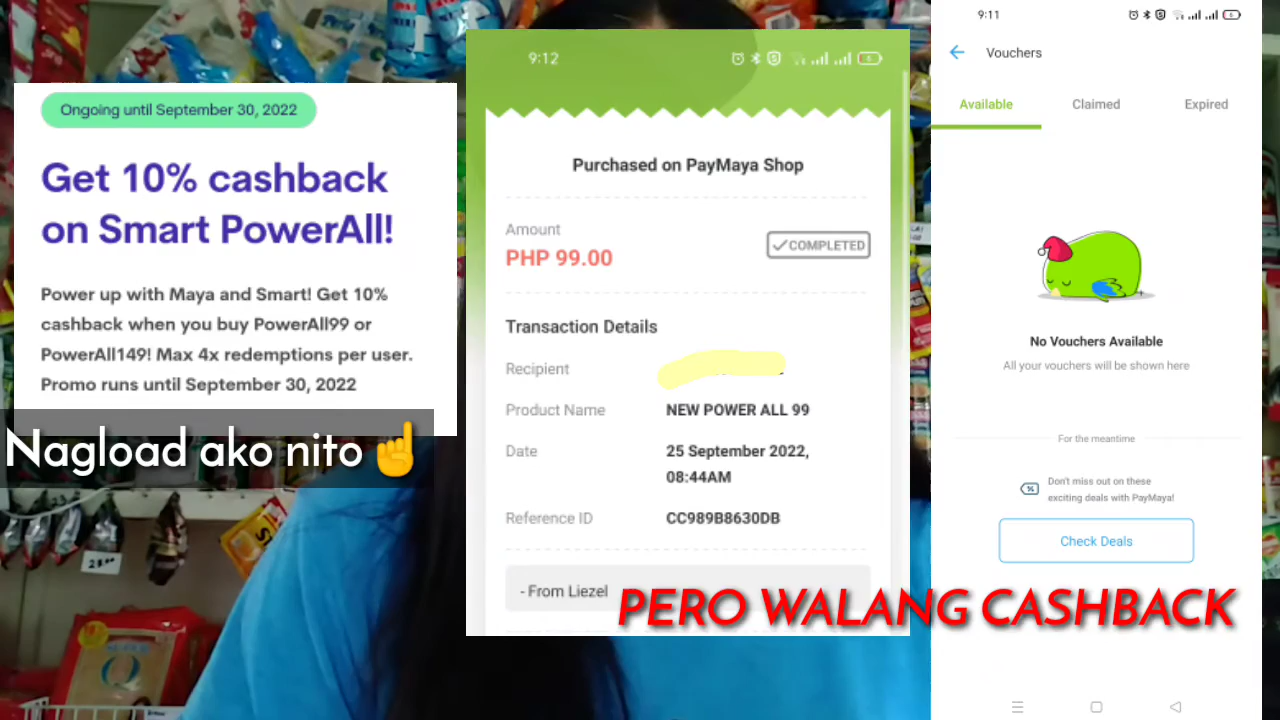 Ongoing until September 30, 2022
Get 10% cashback
on Smart PowerAll!
Power up with Maya and Smart! Get 10%
cashback when you buy PowerAll99 or
PowerAll149! Max 4x redemptions per user.
Promo runs until September 30, 2022
Nagload ako nito☝
9:12
Purchased on PayMaya Shop
Amount
PHP 99.00
COMPLETED
Transaction Details
Recipient
Product Name NEW POWER ALL 99
Date 25 September 2022,
08:44AM
Reference ID CC989B8630DB
- From Liezel
9:11
Vouchers
Available Claimed Expired
No Vouchers Available
All your vouchers will be shown here
For the meantime
Don't miss out on these
exciting deals with PayMaya!
Check Deals
PERO WALANG CASHBACK